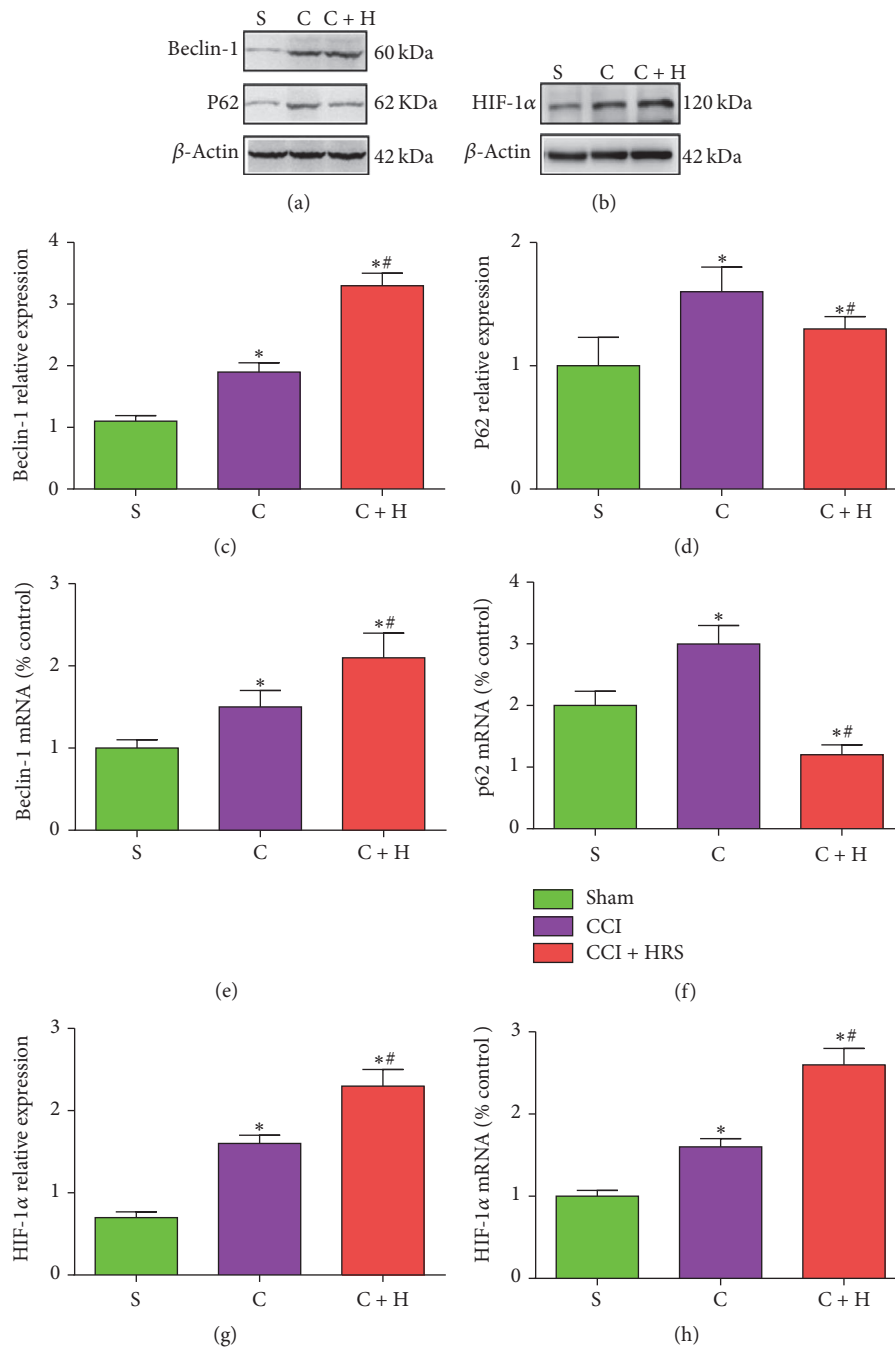 S C C + H
Beclin-1 60 kDa
P62 62 KDa
β-Actin 42 kDa
(a)
S C C + H
HIF-1α 120 kDa
β-Actin 42 kDa
(b)
Beclin-1 relative expression
4
3
2
1
0
*
*#
S C C + H
(c)
P62 relative expression
2
1
0
*
*#
S C C + H
(d)
Beclin-1 mRNA (% control)
3
2
1
0
*
*#
S C C + H
(e)
p62 mRNA (% control)
4
3
2
1
0
*
*#
S C C + H
Sham
CCI
CCI + HRS
(f)
HIF-1α relative expression
3
2
1
0
*
*#
S C C + H
(g)
HIF-1α mRNA (% control)
3
2
1
0
*
*#
S C C + H
(h)